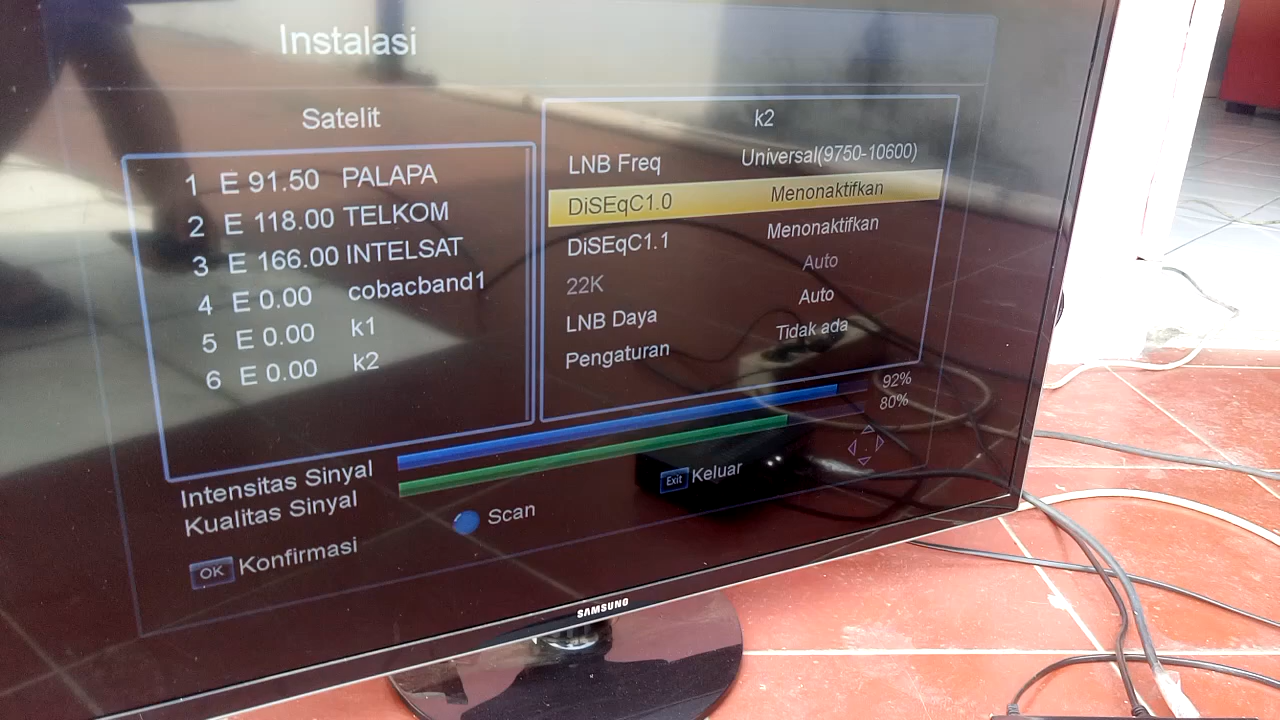 Instalasi
Satelit
1 E 91.50 PALAPA
2 E 118.00 TELKOM
3 E 166.00 INTELSAT
4 E 0.00 cobacband1
5 E 0.00 k1
6 E 0.00 k2
k2
LNB Freq Universal(9750-10600)
DiSEqC1.0 Menonaktifkan
DiSEqC1.1 Menonaktifkan
22K Auto
LNB Daya Auto
Pengaturan Tidak ada
Intensitas Sinyal 92%
Kualitas Sinyal 80%
OK Konfirmasi
Scan
Exit Keluar
SAMSUNG